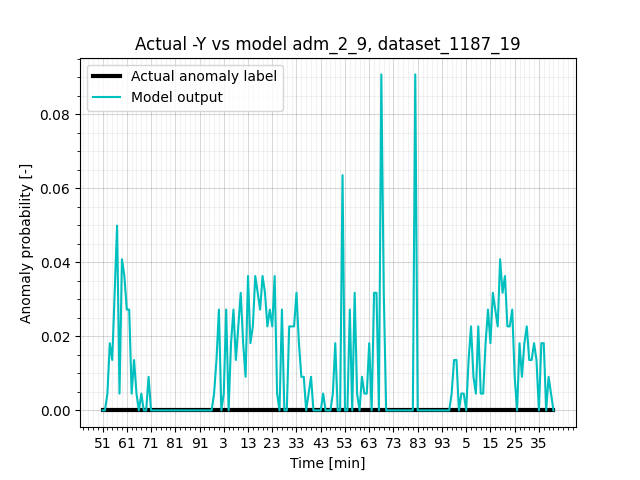 Actual -Y vs model adm_2_9, dataset_1187_19
Actual anomaly label
Model output
Anomaly probability [-]
0.08
0.06
0.04
0.02
0.00
51 61 71 81 91 3 13 23 33 43 53 63 73 83 93 5 15 25 35
Time [min]